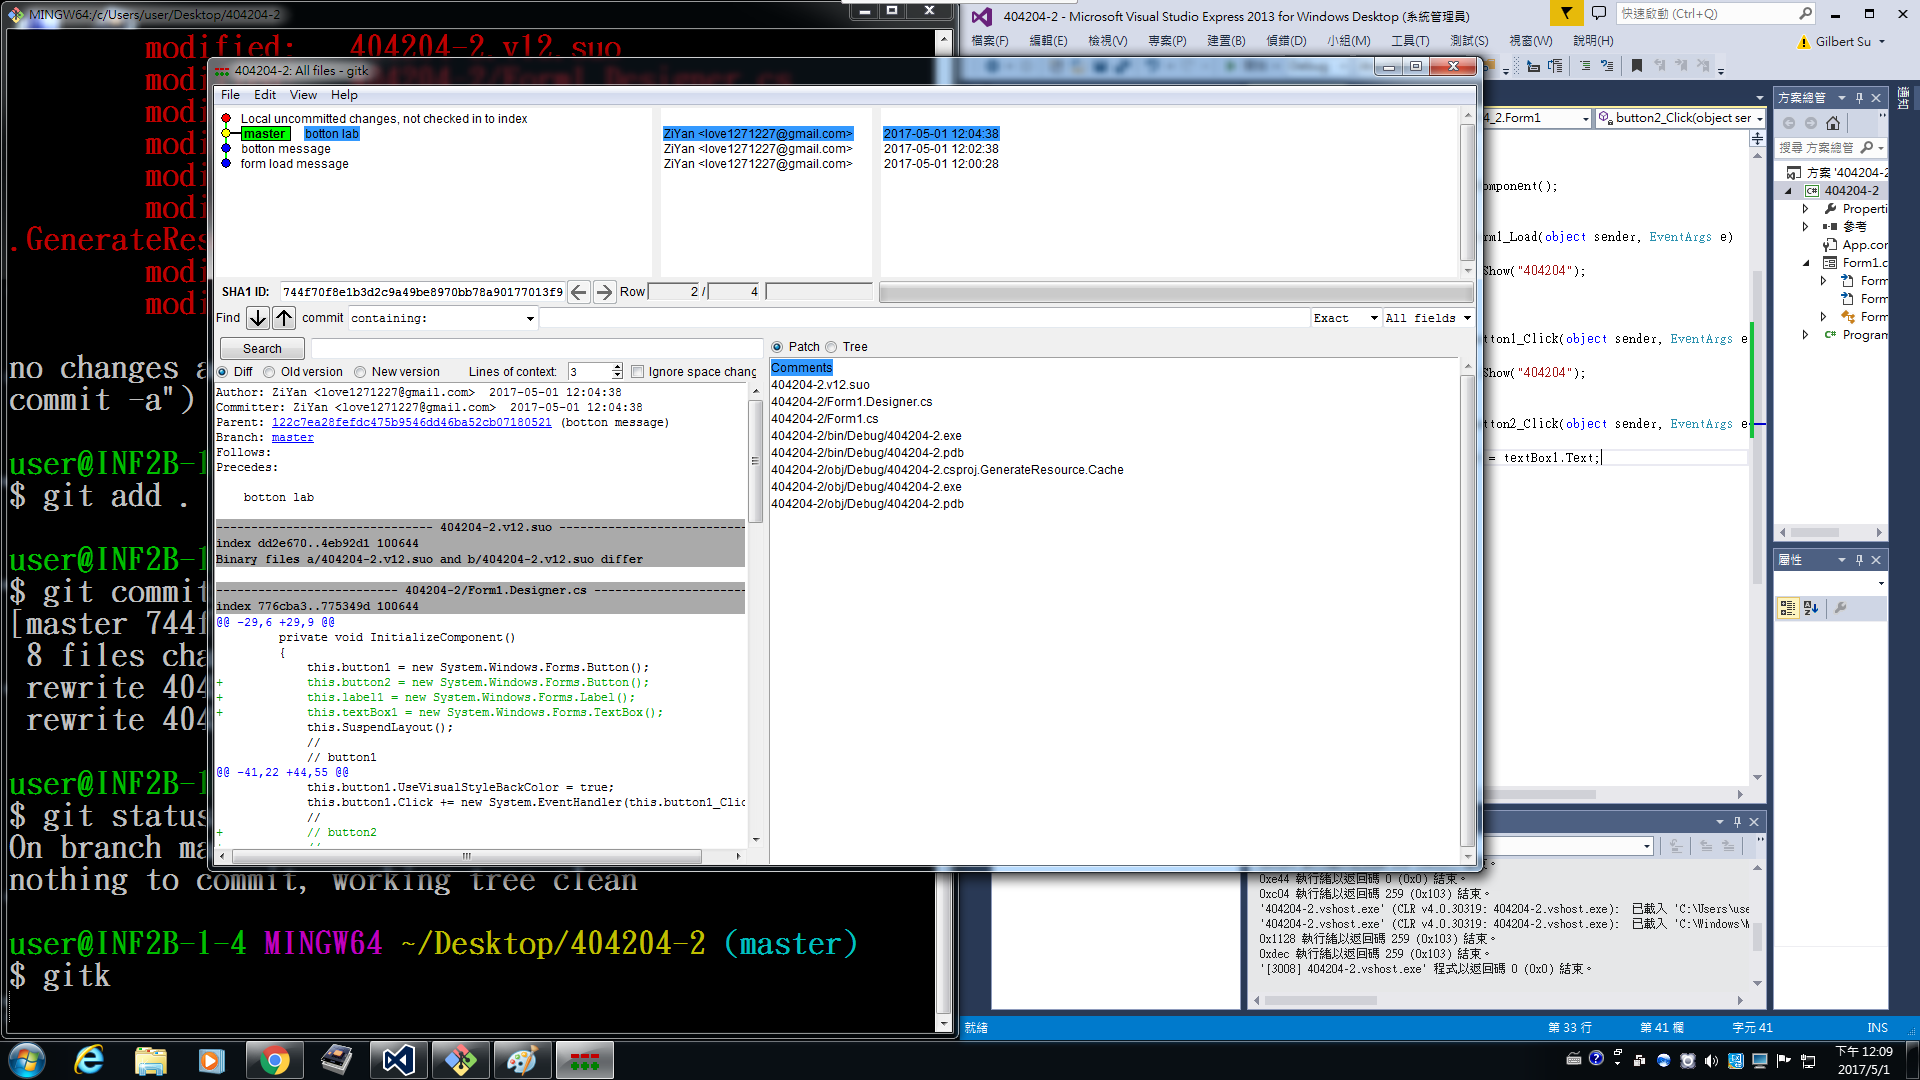 MINGW64:/c/Users/user/Desktop/404204-2
modified:   404204-2.v12.suo
modi
modi
modi
modi
modi
.GenerateRes
modi
modi
no changes a
commit -a")
user@INF2B-1
$ git add .
user@INF2B-1
$ git commit
[master 744f
8 files cha
rewrite 404
rewrite 404
user@INF2B-1
$ git status
On branch ma
nothing to commit, working tree clean
user@INF2B-1-4 MINGW64 ~/Desktop/404204-2 (master)
$ gitk
404204-2: All files - gitk
File Edit View Help
Local uncommitted changes, not checked in to index
master botton lab ZiYan <love1271227@gmail.com> 2017-05-01 12:04:38
botton message ZiYan <love1271227@gmail.com> 2017-05-01 12:02:38
form load message ZiYan <love1271227@gmail.com> 2017-05-01 12:00:28
SHA1 ID: 744f70f8e1b3d2c9a49be8970bb78a90177013f9 Row 2 / 4
Find commit containing: Exact All fields
Search
Diff Old version New version Lines of context: 3 Ignore space chang
Author: ZiYan <love1271227@gmail.com>  2017-05-01 12:04:38
Committer: ZiYan <love1271227@gmail.com>  2017-05-01 12:04:38
Parent: 122c7ea28fefdc475b9546dd46ba52cb07180521 (botton message)
Branch: master
Follows:
Precedes:
botton lab
------------------------------- 404204-2.v12.suo ---------------------------
index dd2e670..4eb92d1 100644
Binary files a/404204-2.v12.suo and b/404204-2.v12.suo differ
-------------------------- 404204-2/Form1.Designer.cs ----------------------
index 776cba3..775349d 100644
@@ -29,6 +29,9 @@
private void InitializeComponent()
{
this.button1 = new System.Windows.Forms.Button();
+ this.button2 = new System.Windows.Forms.Button();
+ this.label1 = new System.Windows.Forms.Label();
+ this.textBox1 = new System.Windows.Forms.TextBox();
this.SuspendLayout();
//
// button1
@@ -41,22 +44,55 @@
this.button1.UseVisualStyleBackColor = true;
this.button1.Click += new System.EventHandler(this.button1_Clic
//
+ // button2
Patch Tree
Comments
404204-2.v12.suo
404204-2/Form1.Designer.cs
404204-2/Form1.cs
404204-2/bin/Debug/404204-2.exe
404204-2/bin/Debug/404204-2.pdb
404204-2/obj/Debug/404204-2.csproj.GenerateResource.Cache
404204-2/obj/Debug/404204-2.exe
404204-2/obj/Debug/404204-2.pdb
404204-2 - Microsoft Visual Studio Express 2013 for Windows Desktop (系統管理員)
快速啟動 (Ctrl+Q)
檔案(F) 編輯(E) 檢視(V) 專案(P) 建置(B) 偵錯(D) 小組(M) 工具(T) 測試(S) 視窗(W) 說明(H)
Gilbert Su
4_2.Form1 button2_Click(object ser
omponent();
rm1_Load(object sender, EventArgs e)
Show("404204");
tton1_Click(object sender, EventArgs e
Show("404204");
tton2_Click(object sender, EventArgs e
= textBox1.Text;
方案總管
搜尋 方案總管
方案 '404204-2
404204-2
Properti
參考
App.con
Form1.c
Form
Form
Form
Program
屬性
0xe44 執行緒以返回碼 0 (0x0) 結束。
0xc04 執行緒以返回碼 259 (0x103) 結束。
'404204-2.vshost.exe' (CLR v4.0.30319: 404204-2.vshost.exe): 已載入 'C:\Users\use
'404204-2.vshost.exe' (CLR v4.0.30319: 404204-2.vshost.exe): 已載入 'C:\Windows\M
0x1128 執行緒以返回碼 259 (0x103) 結束。
0xdec 執行緒以返回碼 259 (0x103) 結束。
'[3008] 404204-2.vshost.exe' 程式以返回碼 0 (0x0) 結束。
就緒 第 33 行 第 41 欄 字元 41 INS
下午 12:09
2017/5/1